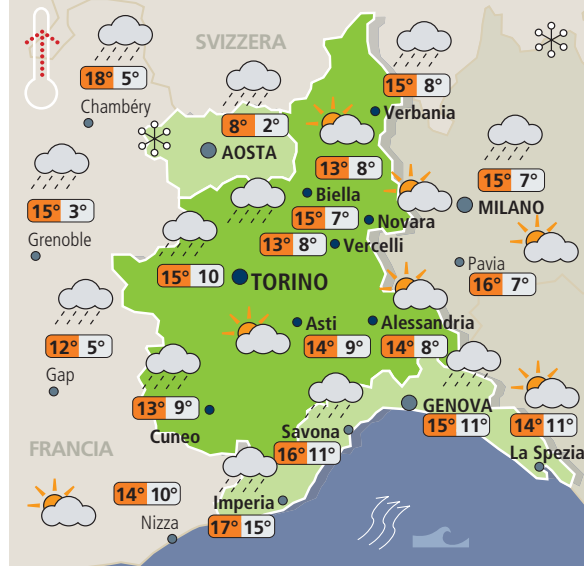 SVIZZERA
18° 5°
Chambéry
15° 8°
Verbania
8° 2°
AOSTA
15° 7°
MILANO
13° 8°
Biella
15° 3°
Grenoble
15° 7°
Novara
13° 8°
Vercelli
Pavia
16° 7°
15° 10
TORINO
12° 5°
Gap
Asti
14° 9°
Alessandria
14° 8°
13° 9°
Cuneo
GENOVA
15° 11°
14° 11°
La Spezia
Savona
16° 11°
FRANCIA
14° 10°
Nizza
Imperia
17° 15°